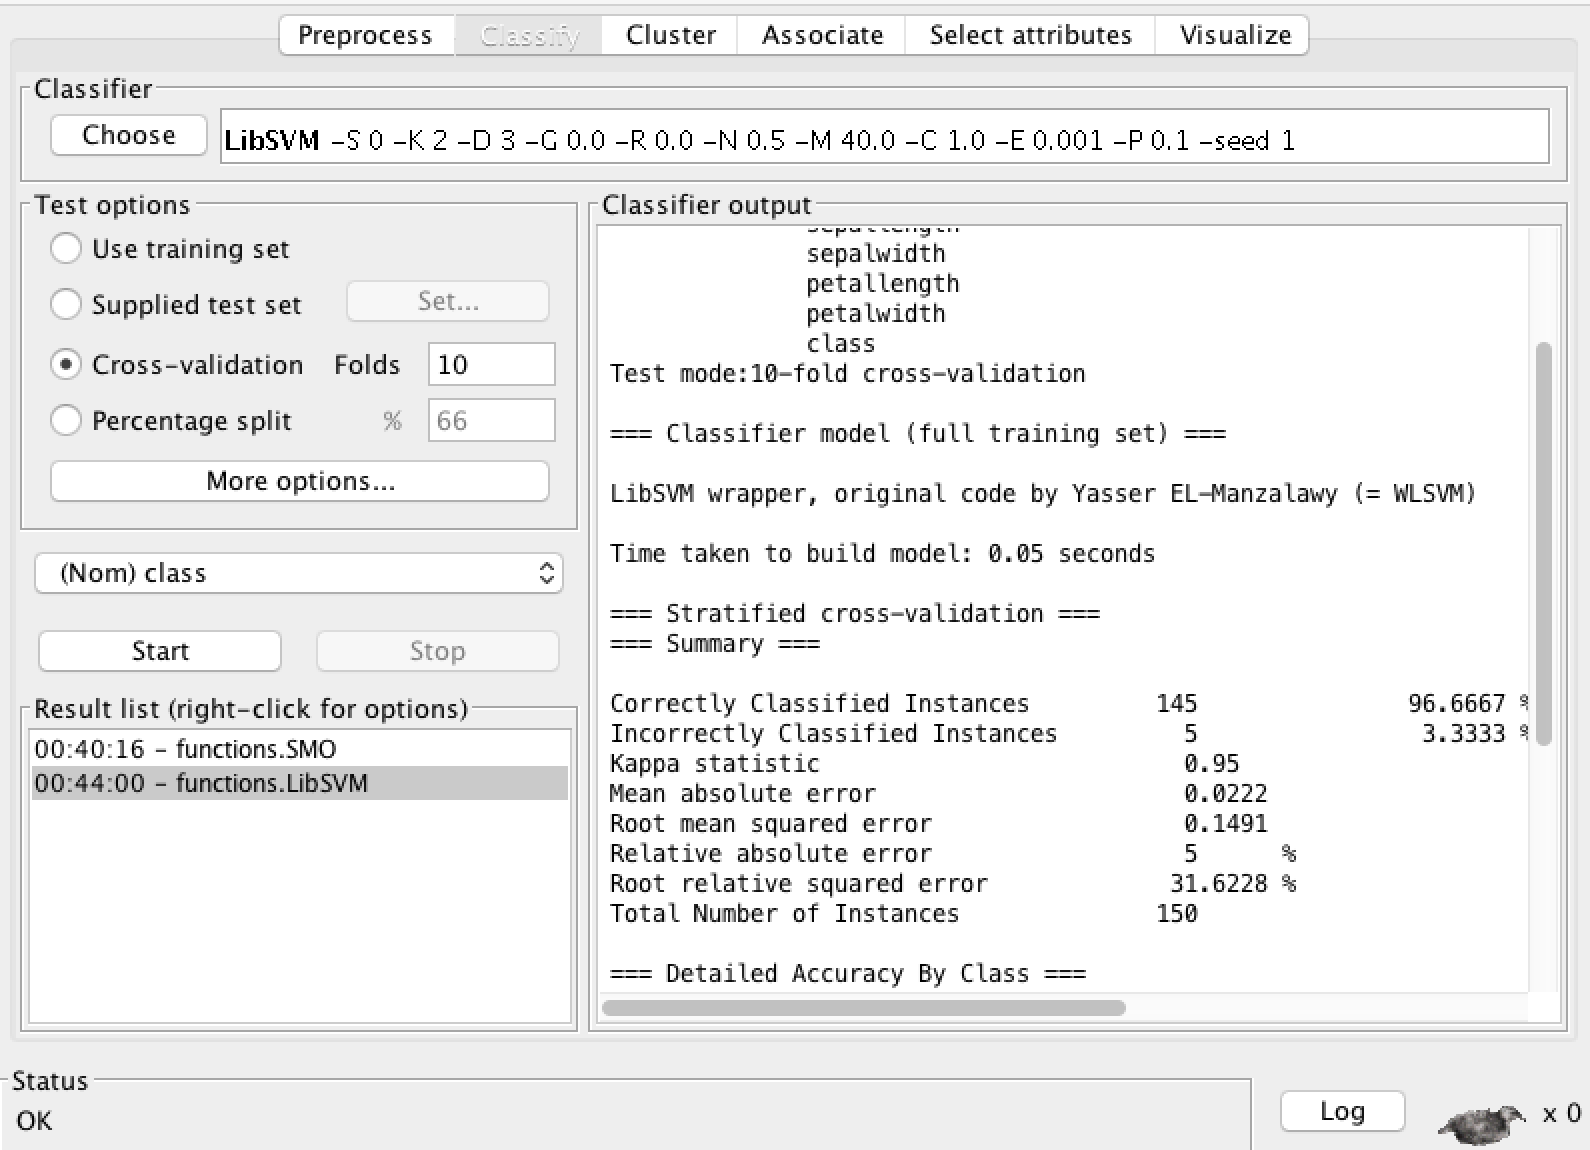 Preprocess Classify Cluster Associate Select attributes Visualize
Classifier
Choose LibSVM -S 0 -K 2 -D 3 -G 0.0 -R 0.0 -N 0.5 -M 40.0 -C 1.0 -E 0.001 -P 0.1 -seed 1
Test options
Use training set
Supplied test set Set...
Cross-validation Folds 10
Percentage split % 66
More options...
(Nom) class
Start Stop
Result list (right-click for options)
00:40:16 - functions.SMO
00:44:00 - functions.LibSVM
Classifier output
sepallength
sepalwidth
petallength
petalwidth
class
Test mode:10-fold cross-validation
=== Classifier model (full training set) ===
LibSVM wrapper, original code by Yasser EL-Manzalawy (= WLSVM)
Time taken to build model: 0.05 seconds
=== Stratified cross-validation ===
=== Summary ===
Correctly Classified Instances 145 96.6667 %
Incorrectly Classified Instances 5 3.3333 %
Kappa statistic 0.95
Mean absolute error 0.0222
Root mean squared error 0.1491
Relative absolute error 5 %
Root relative squared error 31.6228 %
Total Number of Instances 150
=== Detailed Accuracy By Class ===
Status
OK
Log x 0